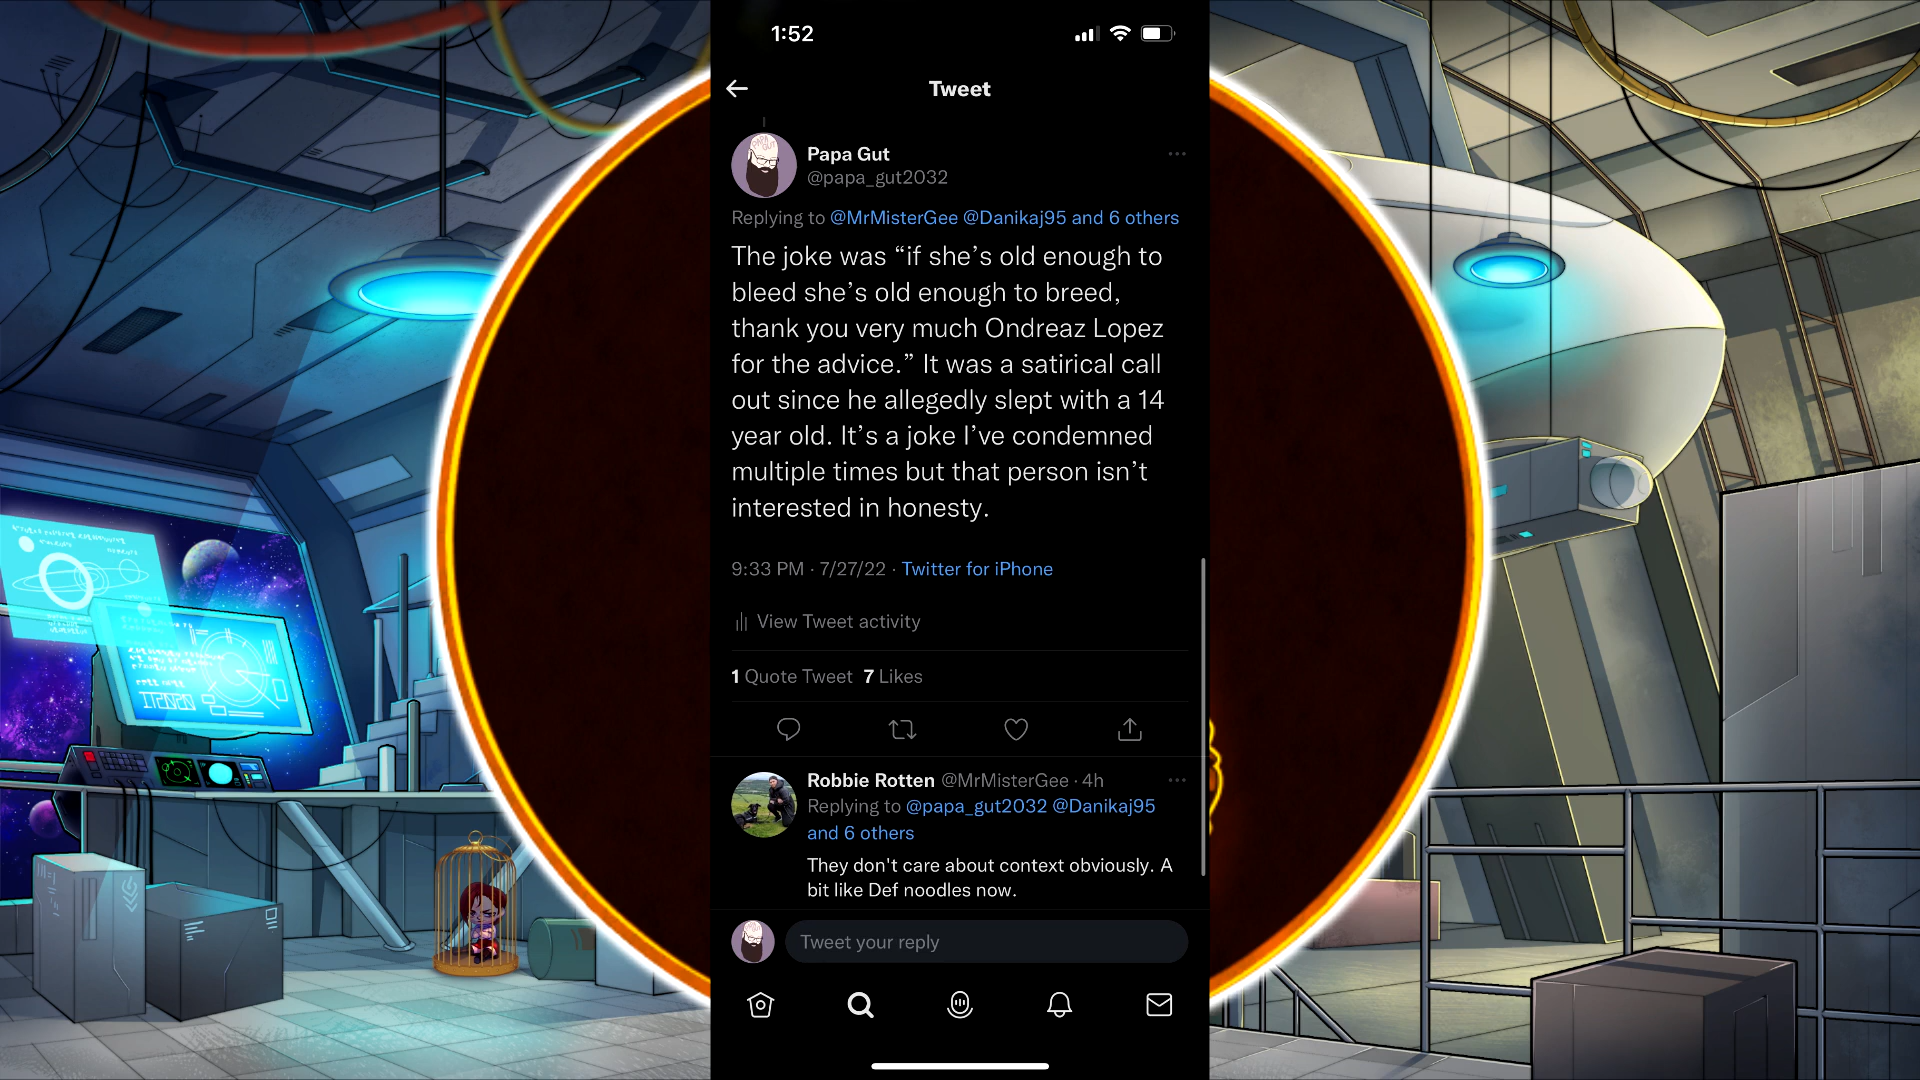 1:52
Tweet
Papa Gut
@papa_gut2032
Replying to @MrMisterGee @Danikaj95 and 6 others
The joke was “if she’s old enough to
bleed she’s old enough to breed,
thank you very much Ondreaz Lopez
for the advice.” It was a satirical call
out since he allegedly slept with a 14
year old. It’s a joke I’ve condemned
multiple times but that person isn’t
interested in honesty.
9:33 PM · 7/27/22 · Twitter for iPhone
View Tweet activity
1 Quote Tweet 7 Likes
Robbie Rotten @MrMisterGee · 4h
Replying to @papa_gut2032 @Danikaj95
and 6 others
They don't care about context obviously. A
bit like Def noodles now.
Tweet your reply